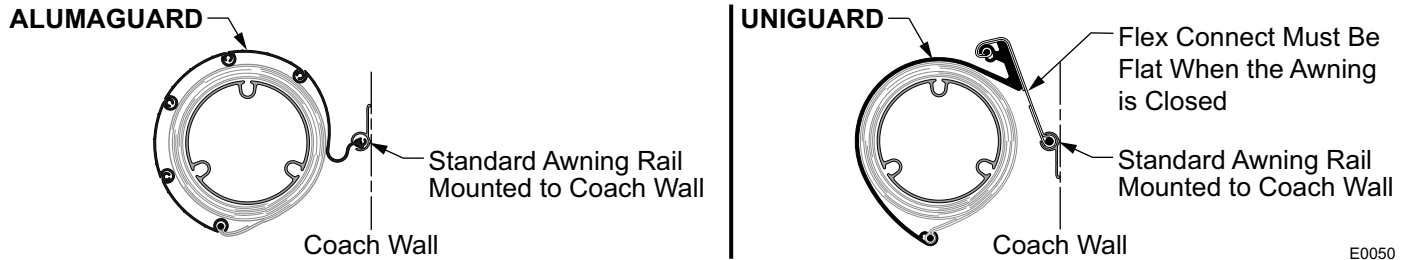 ALUMAGUARD
Standard Awning Rail
Mounted to Coach Wall
Coach Wall
UNIGUARD
Flex Connect Must Be
Flat When the Awning
is Closed
Standard Awning Rail
Mounted to Coach Wall
Coach Wall
E0050